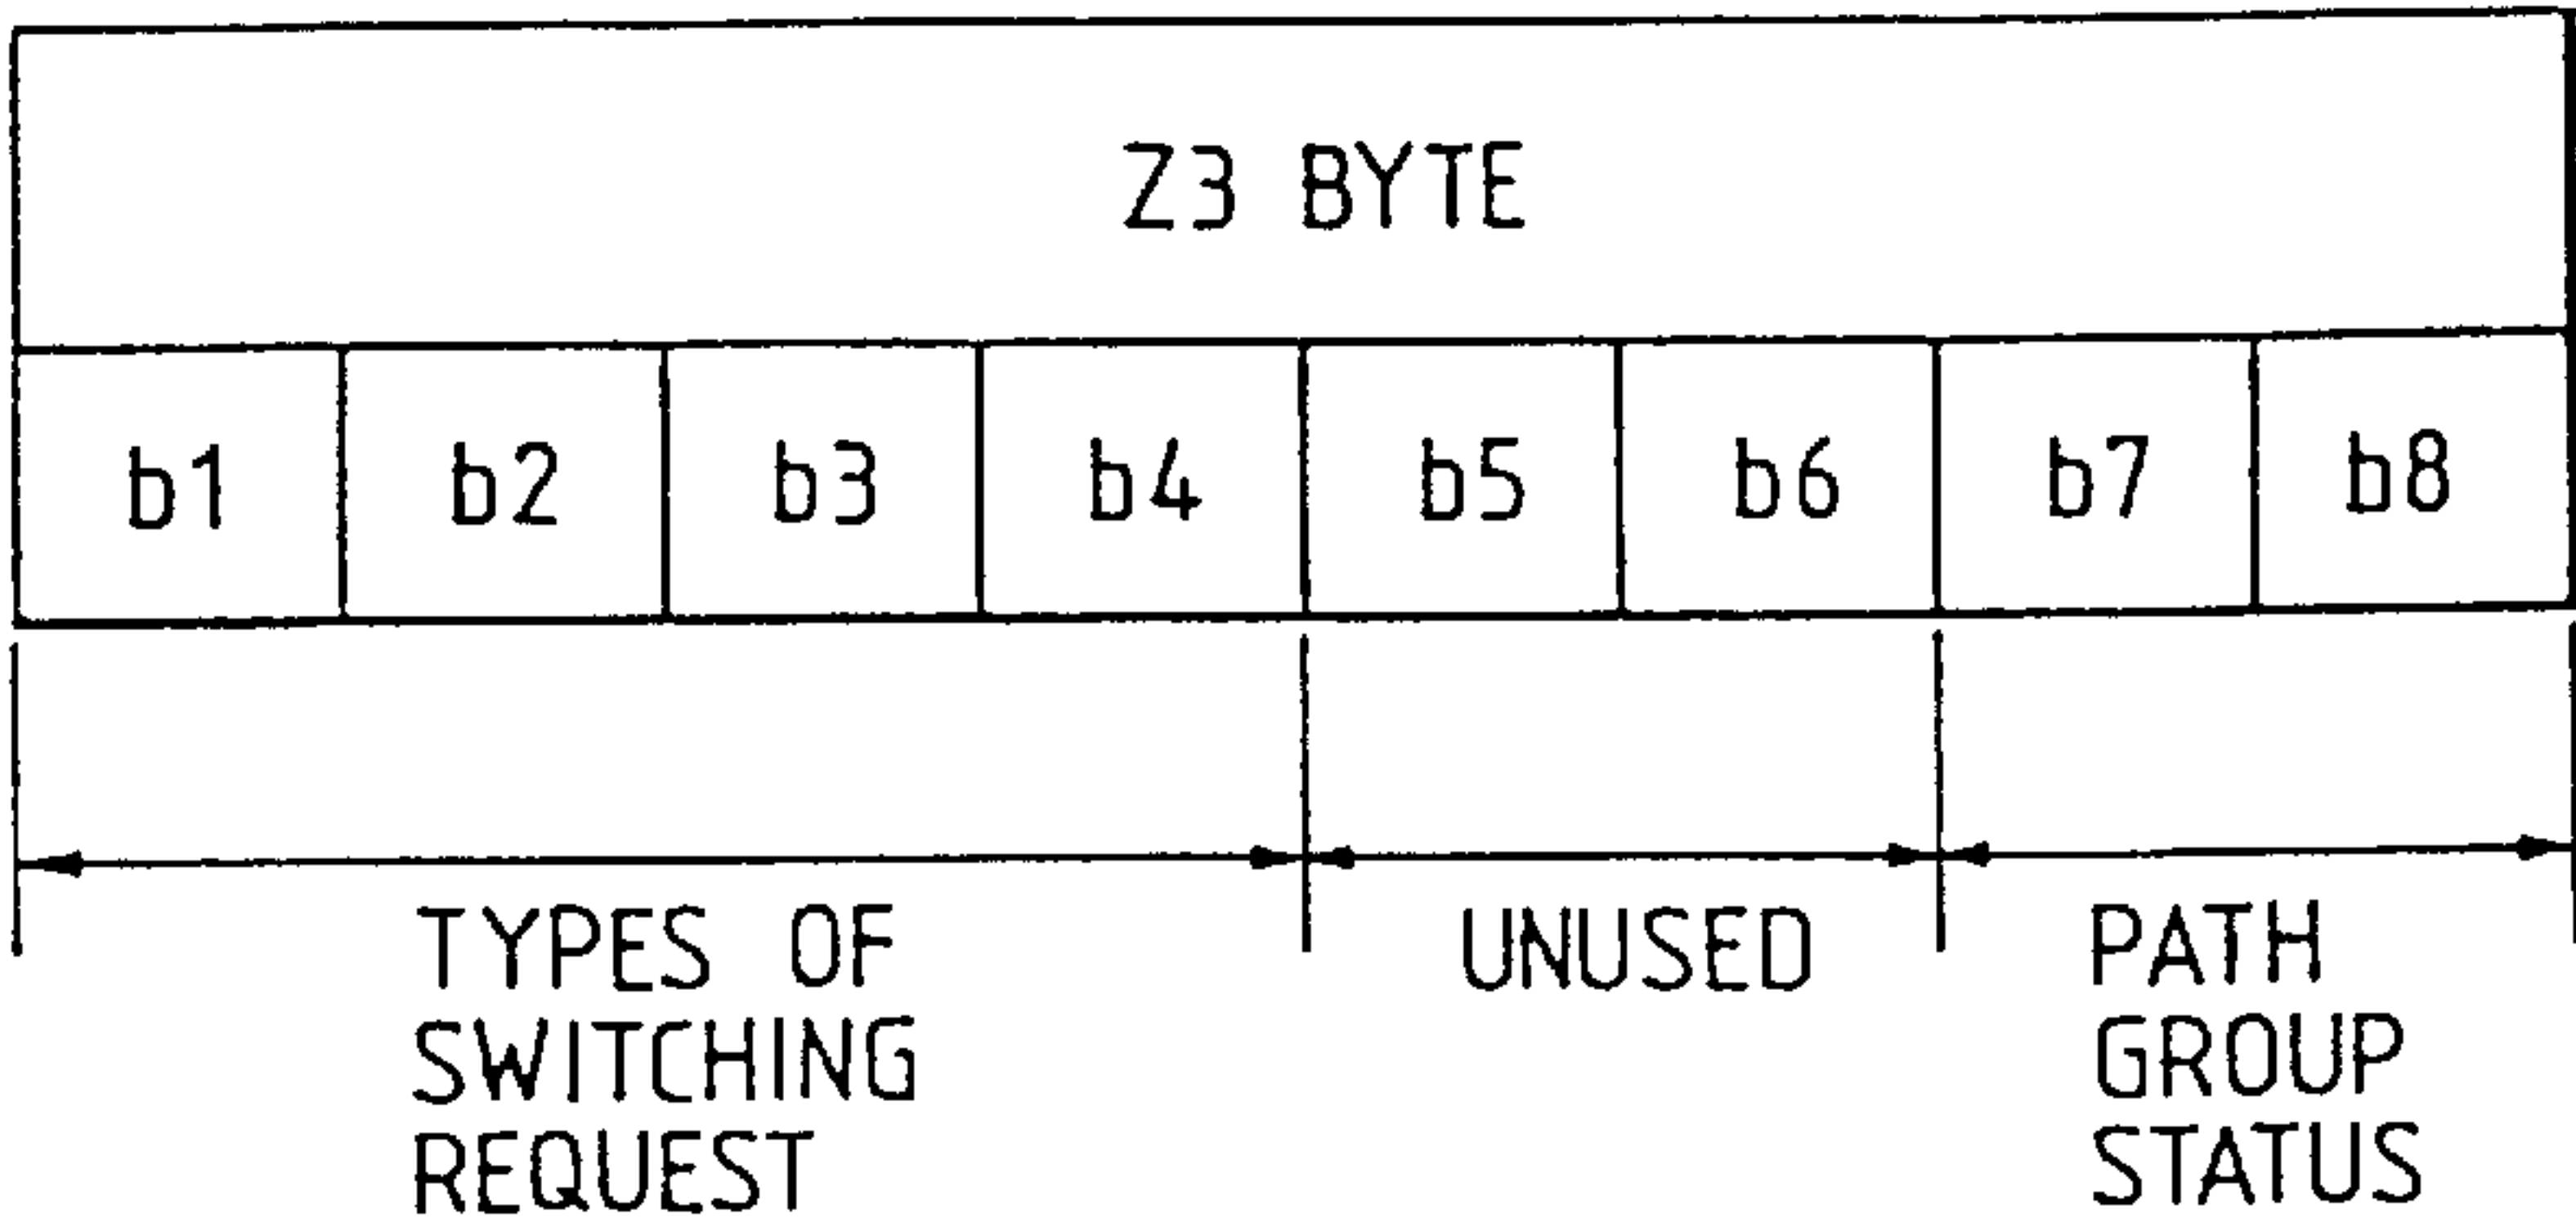 Z3 BYTE
b1 b2 b3 b4 b5 b6 b7 b8
TYPES OF
SWITCHING
REQUEST
UNUSED
PATH
GROUP
STATUS